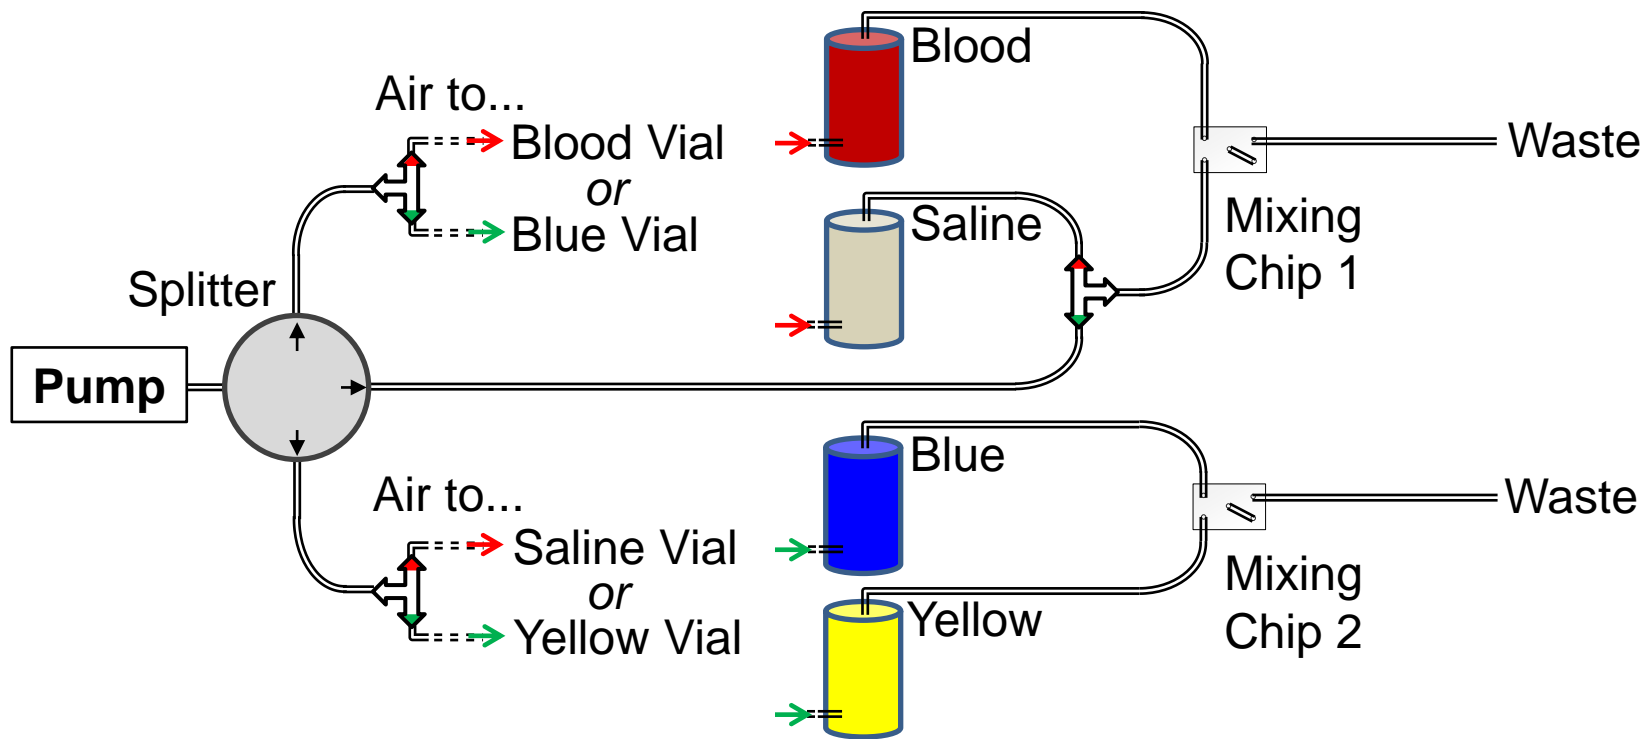 Blood
Air to...
Blood Vial
or
Blue Vial
Waste
Saline
Mixing
Chip 1
Splitter
Pump
Blue
Air to...
Saline Vial
or
Yellow Vial
Waste
Yellow
Mixing
Chip 2